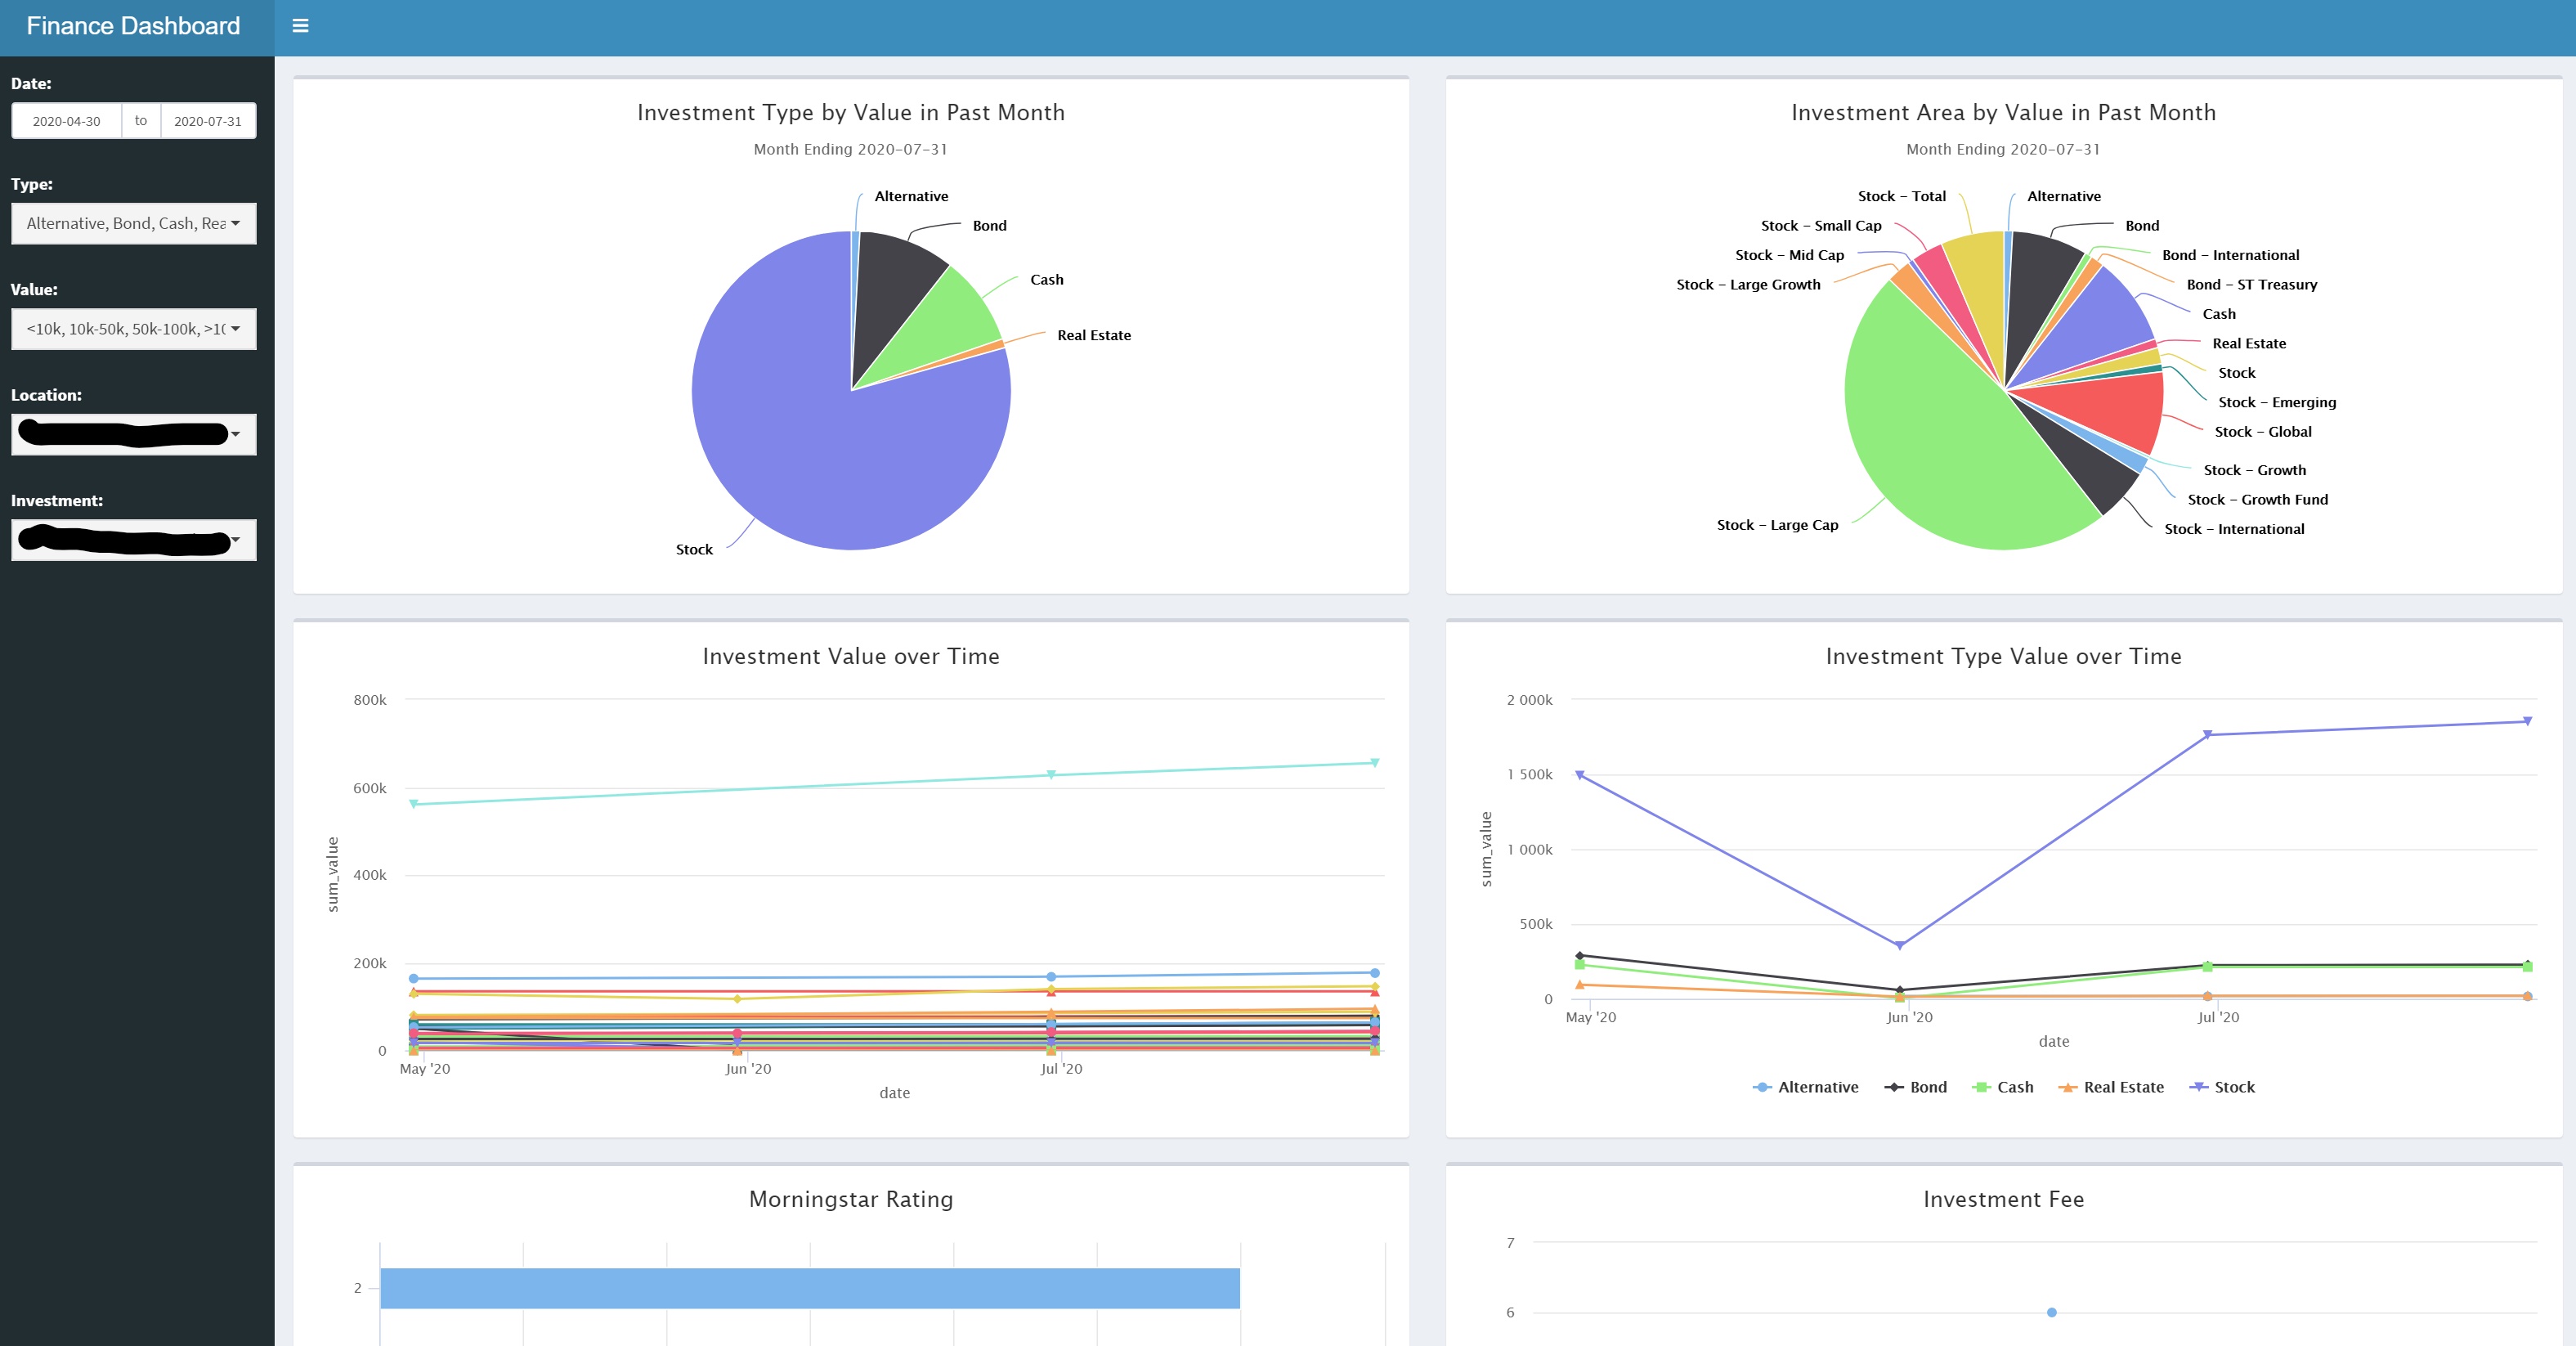 Finance Dashboard
Date:
2020-04-30 to 2020-07-31
Type:
Alternative, Bond, Cash, Rea
Value:
<10k, 10k-50k, 50k-100k, >10
Location:
Investment:
Investment Type by Value in Past Month
Month Ending 2020-07-31
Alternative
Bond
Cash
Real Estate
Stock
Investment Area by Value in Past Month
Month Ending 2020-07-31
Stock - Total
Alternative
Stock - Small Cap
Bond
Stock - Mid Cap
Bond - International
Stock - Large Growth
Bond - ST Treasury
Cash
Real Estate
Stock
Stock - Emerging
Stock - Global
Stock - Growth
Stock - Growth Fund
Stock - Large Cap
Stock - International
Investment Value over Time
800k
600k
400k
200k
0
sum_value
May '20 Jun '20 Jul '20
date
Investment Type Value over Time
2 000k
1 500k
1 000k
500k
0
sum_value
May '20 Jun '20 Jul '20
date
Alternative Bond Cash Real Estate Stock
Morningstar Rating
2
Investment Fee
7
6